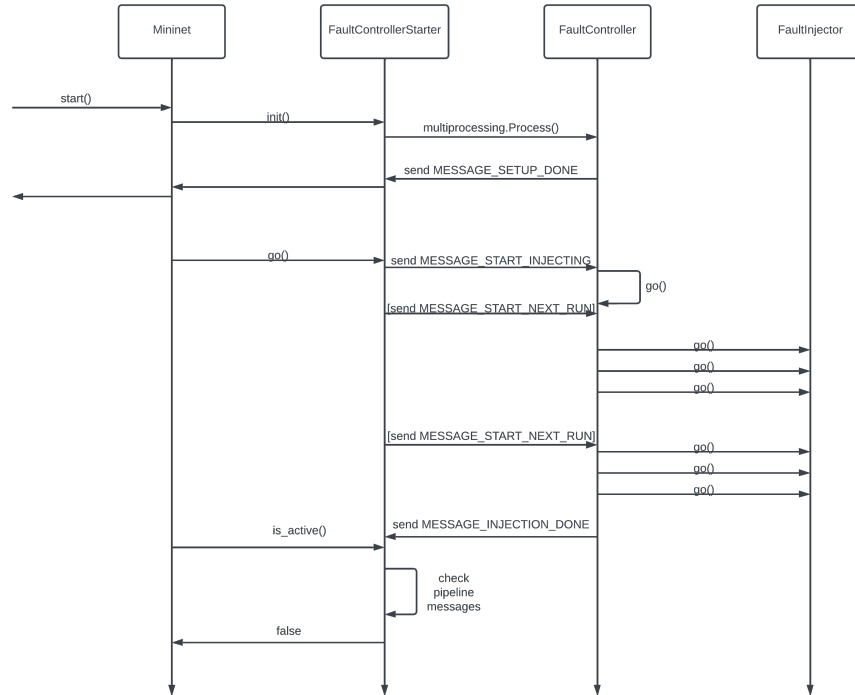 Mininet
FaultControllerStarter
FaultController
FaultInjector
start()
init()
multiprocessing.Process()
send MESSAGE_SETUP_DONE
go()
send MESSAGE_START_INJECTING
go()
[send MESSAGE_START_NEXT_RUN]
go()
go()
go()
[send MESSAGE_START_NEXT_RUN]
go()
go()
go()
send MESSAGE_INJECTION_DONE
is_active()
check
pipeline
messages
false